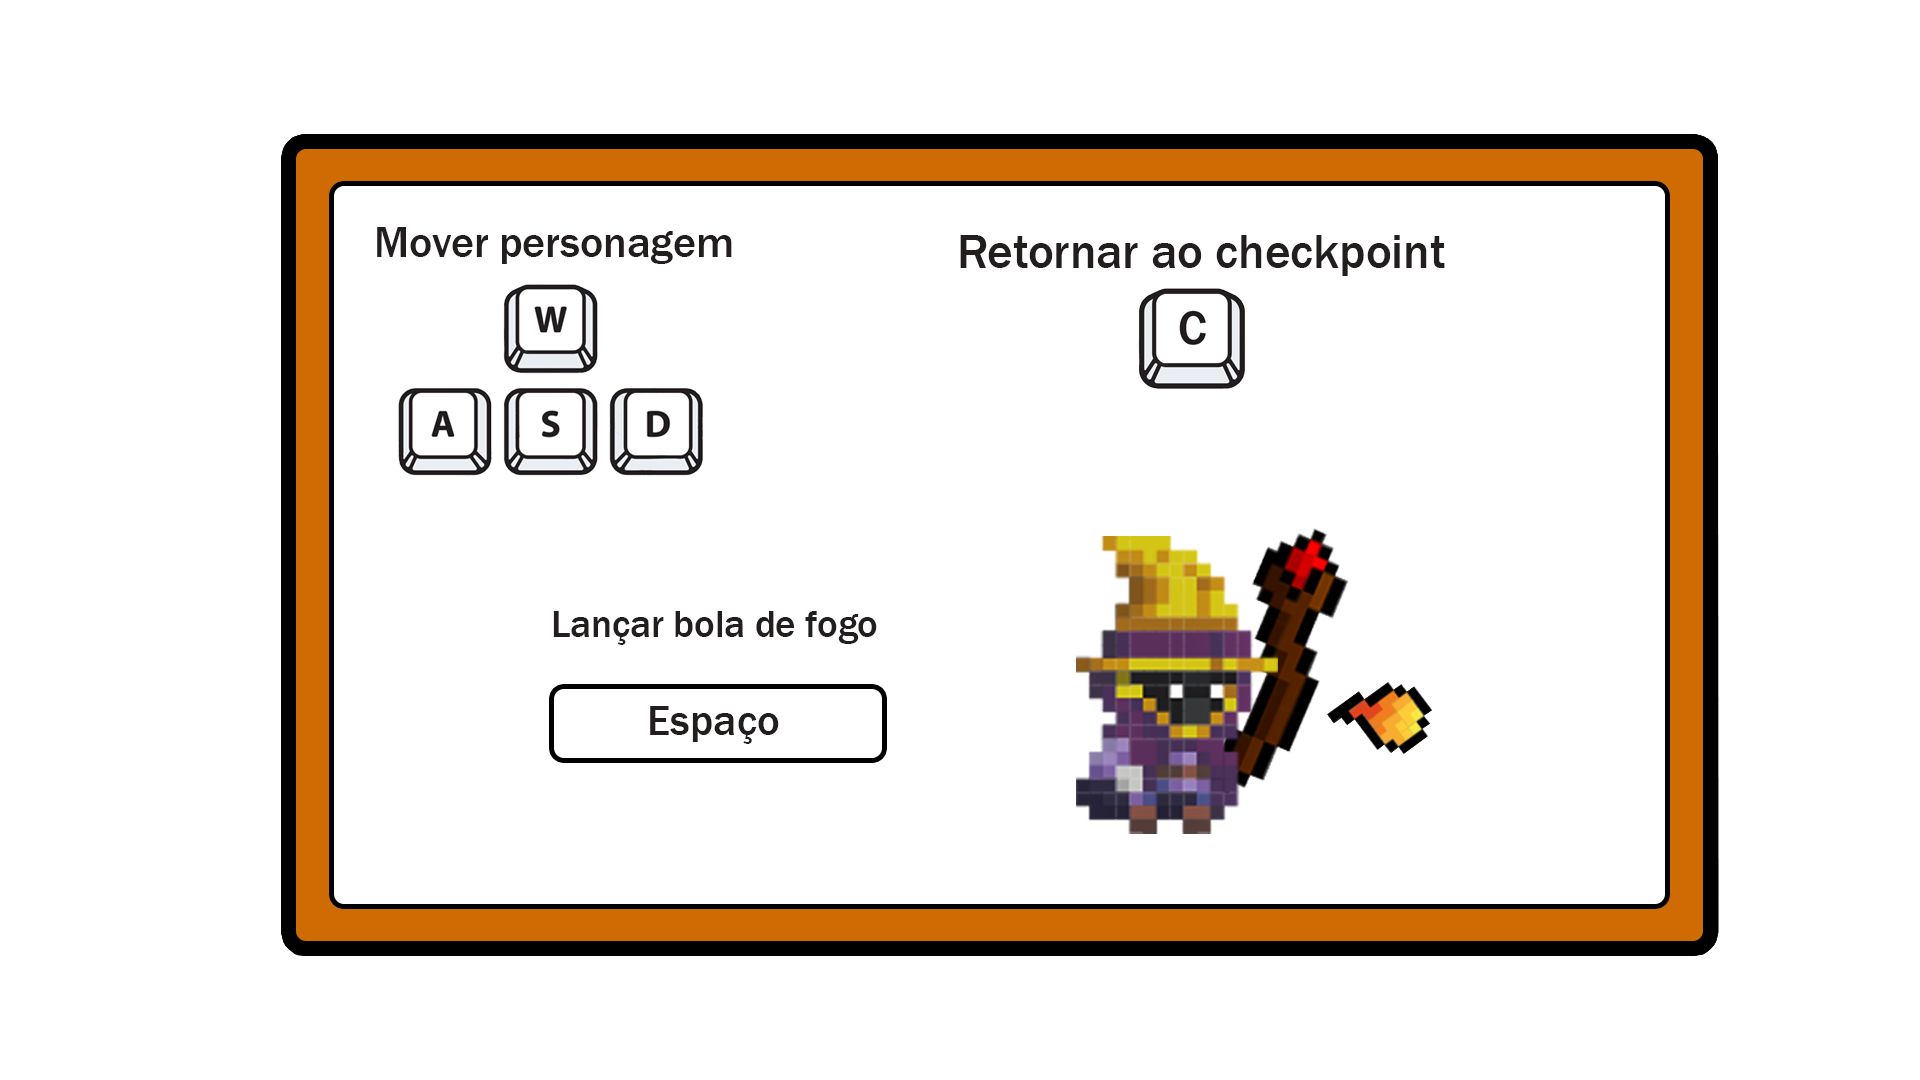 Mover personagem
W
A S D
Retornar ao checkpoint
C
Lançar bola de fogo
Espaço